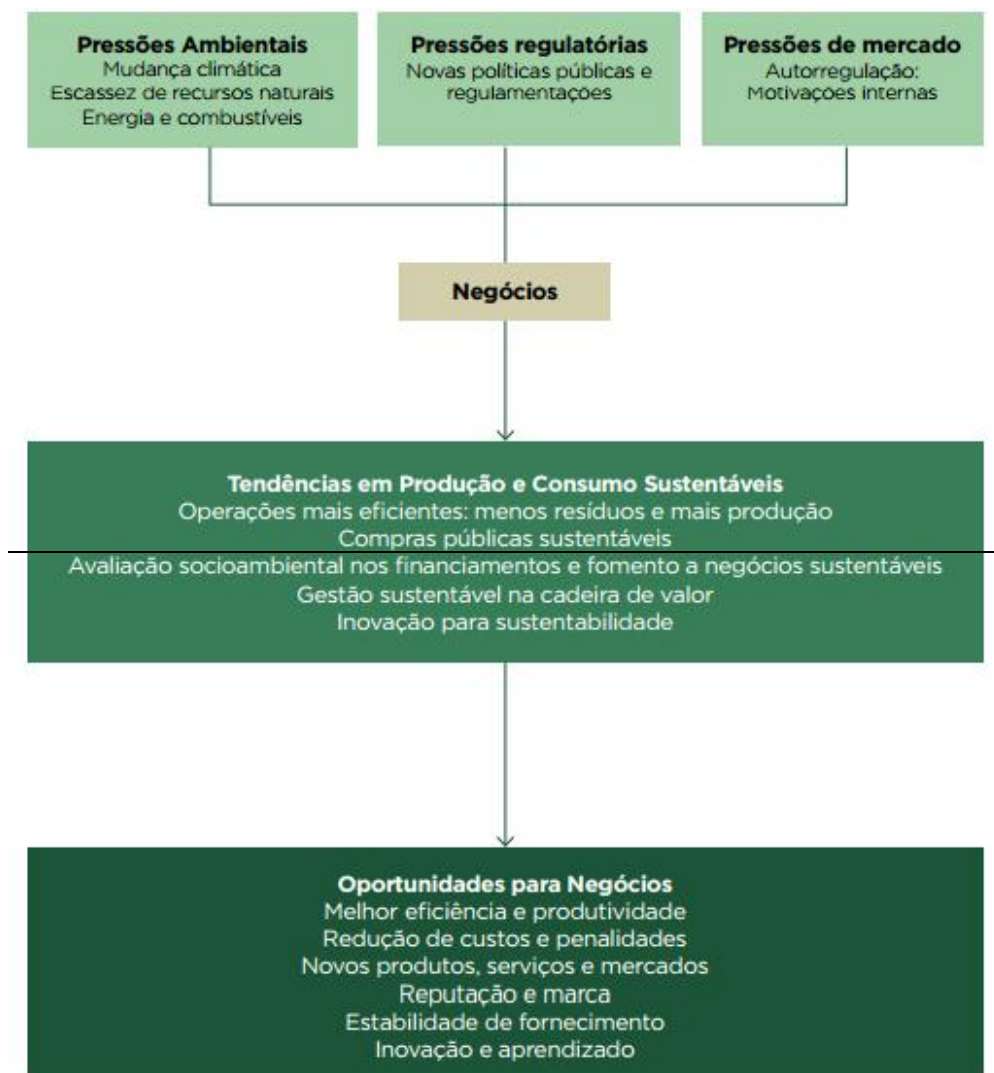 Pressões Ambientais
Mudança climática
Escassez de recursos naturais
Energia e combustíveis
Pressões regulatórias
Novas políticas públicas e
regulamentações
Pressões de mercado
Autorregulação:
Motivações internas
Negócios
Tendências em Produção e Consumo Sustentáveis
Operações mais eficientes: menos resíduos e mais produção
Compras públicas sustentáveis
Avaliação socioambiental nos financiamentos e fomento a negócios sustentáveis
Gestão sustentável na cadeira de valor
Inovação para sustentabilidade
Oportunidades para Negócios
Melhor eficiência e produtividade
Redução de custos e penalidades
Novos produtos, serviços e mercados
Reputação e marca
Estabilidade de fornecimento
Inovação e aprendizado